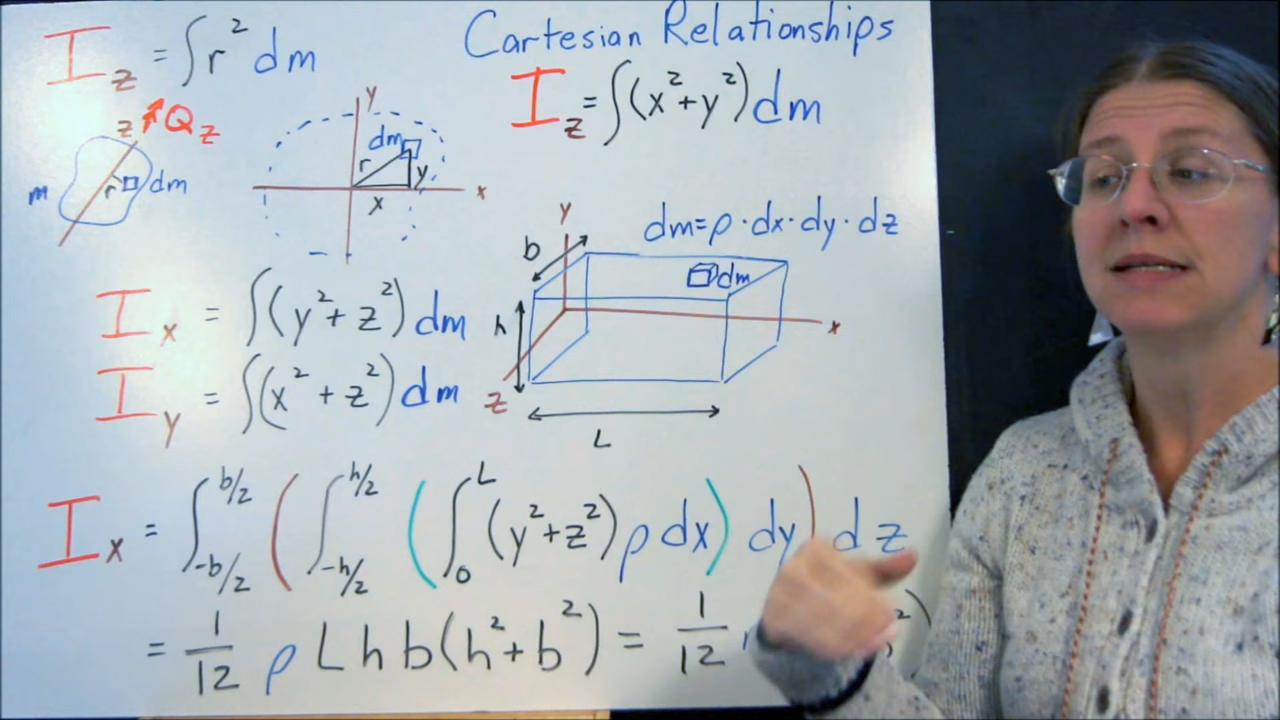 I_z = ∫r² dm
Cartesian Relationships
I_z = ∫(x²+y²)dm
z Q_z
m r dm
y
dm
r y
x
x
dm=ρ·dx·dy·dz
y
b
dm
h
x
z
L
I_x = ∫(y²+z²)dm
I_y = ∫(x²+z²)dm
I_x = ∫_{-b/2}^{b/2} (∫_{-h/2}^{h/2} (∫_0^L (y²+z²)ρ dx) dy) dz
= 1/12 ρ L h b(h²+b²) = 1/12 ²)